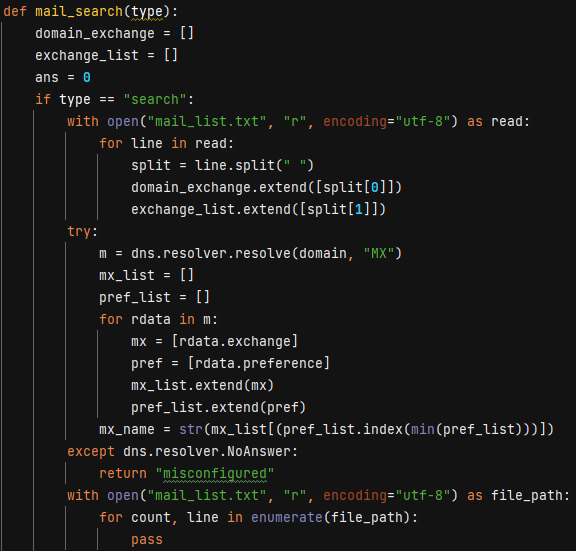 def mail_search(type):
    domain_exchange = []
    exchange_list = []
    ans = 0
    if type == "search":
        with open("mail_list.txt", "r", encoding="utf-8") as read:
            for line in read:
                split = line.split(" ")
                domain_exchange.extend([split[0]])
                exchange_list.extend([split[1]])
        try:
            m = dns.resolver.resolve(domain, "MX")
            mx_list = []
            pref_list = []
            for rdata in m:
                mx = [rdata.exchange]
                pref = [rdata.preference]
                mx_list.extend(mx)
                pref_list.extend(pref)
            mx_name = str(mx_list[(pref_list.index(min(pref_list)))])
        except dns.resolver.NoAnswer:
            return "misconfigured"
        with open("mail_list.txt", "r", encoding="utf-8") as file_path:
            for count, line in enumerate(file_path):
                pass